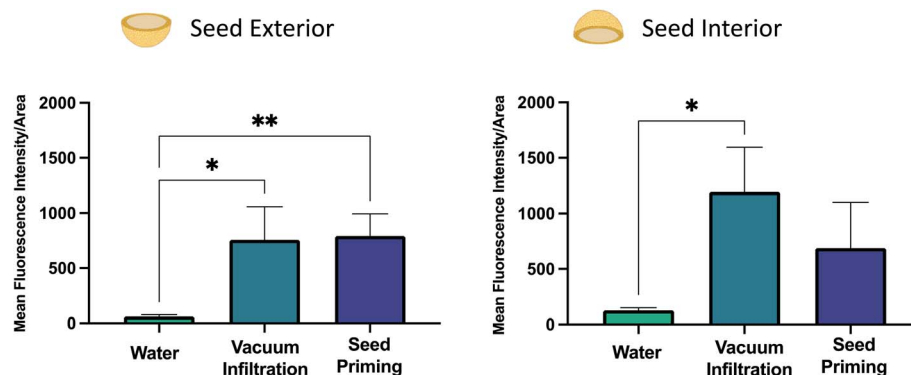 Seed Exterior
Mean Fluorescence Intensity/Area
2000
1500
1000
500
0
**
*
Water
Vacuum
Infiltration
Seed
Priming
Seed Interior
Mean Fluorescence Intensity/Area
2000
1500
1000
500
0
*
Water
Vacuum
Infiltration
Seed
Priming